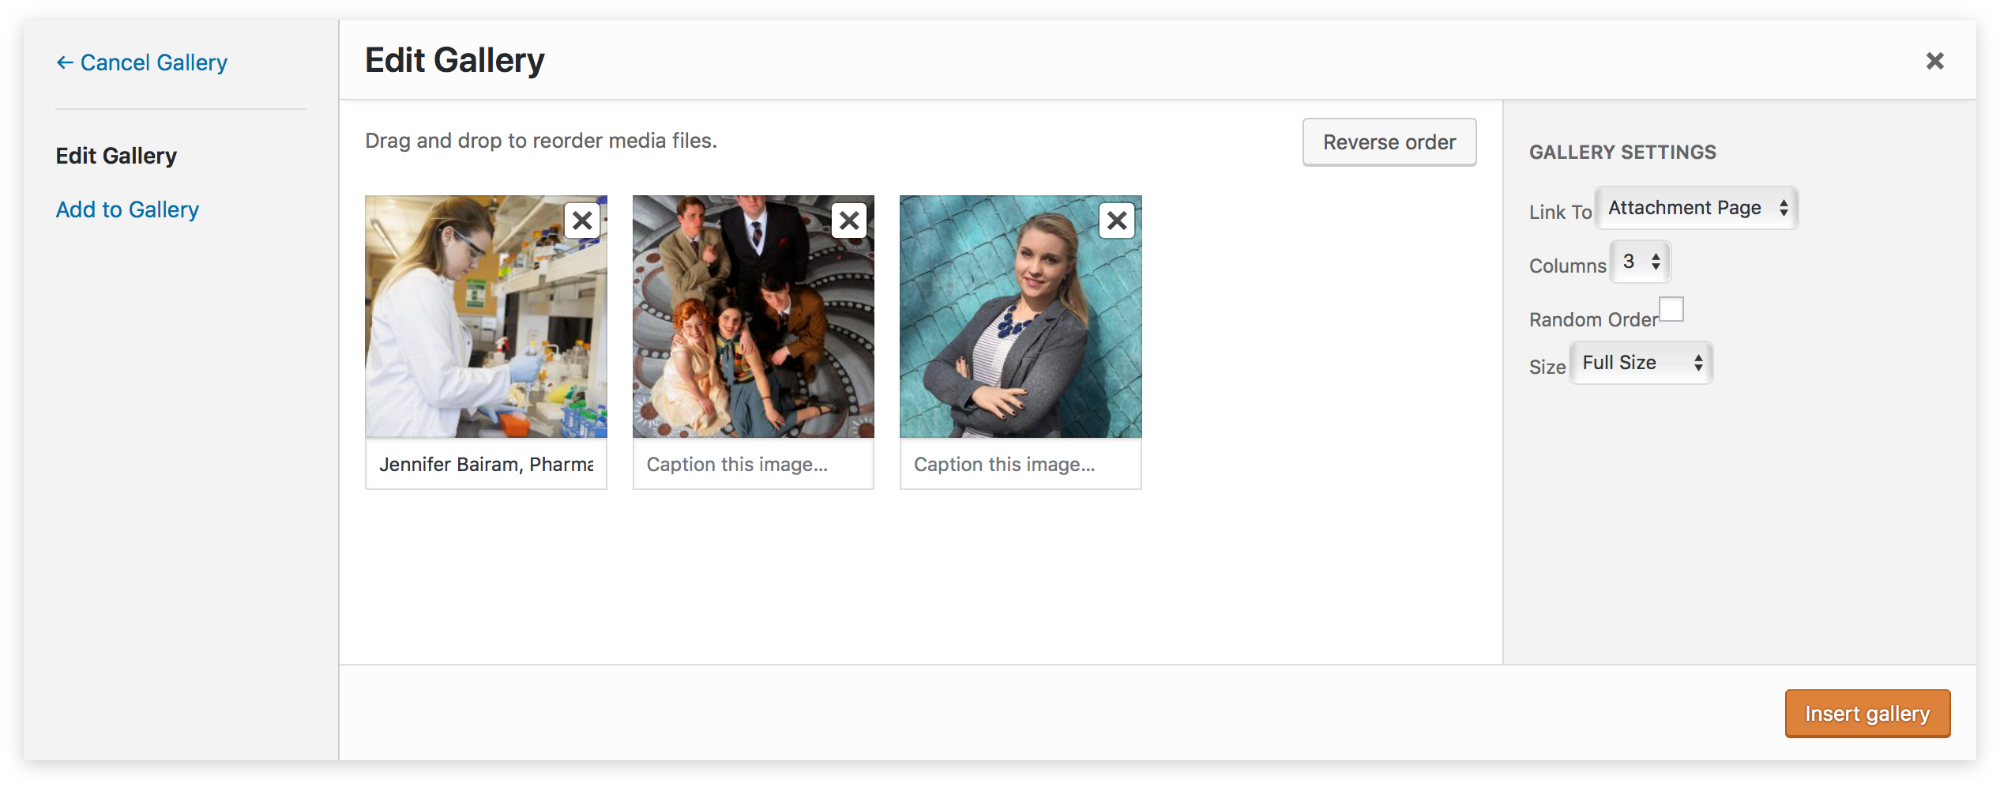 ← Cancel Gallery
Edit Gallery
Add to Gallery
Edit Gallery
Drag and drop to reorder media files.
Reverse order
Jennifer Bairam, Pharma
Caption this image...
Caption this image...
GALLERY SETTINGS
Link To Attachment Page
Columns 3
Random Order
Size Full Size
Insert gallery